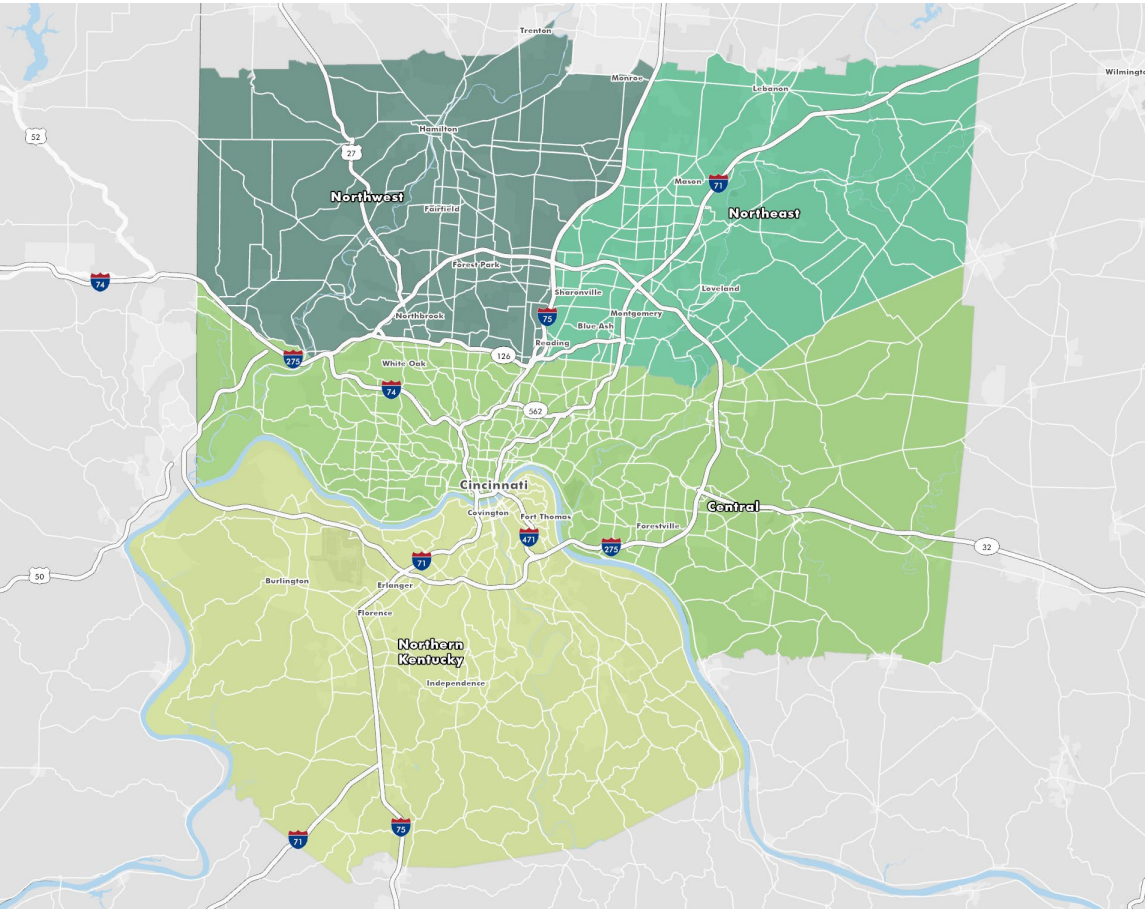 Trenton
Monroe
Wilmingt
Lebanon
52
Hamilton
27
Mason
71
Northwest
Fairfield
Northeast
Forest Park
74
Sharonville
Loveland
Northbrook
75
Montgomery
Blue Ash
Reading
275
126
White Oak
74
562
Cincinnati
Central
Covington
Fort Thomas
Forestville
471
275
32
71
50
Burlington
Erlanger
Florence
Northern
Kentucky
Independence
71
75